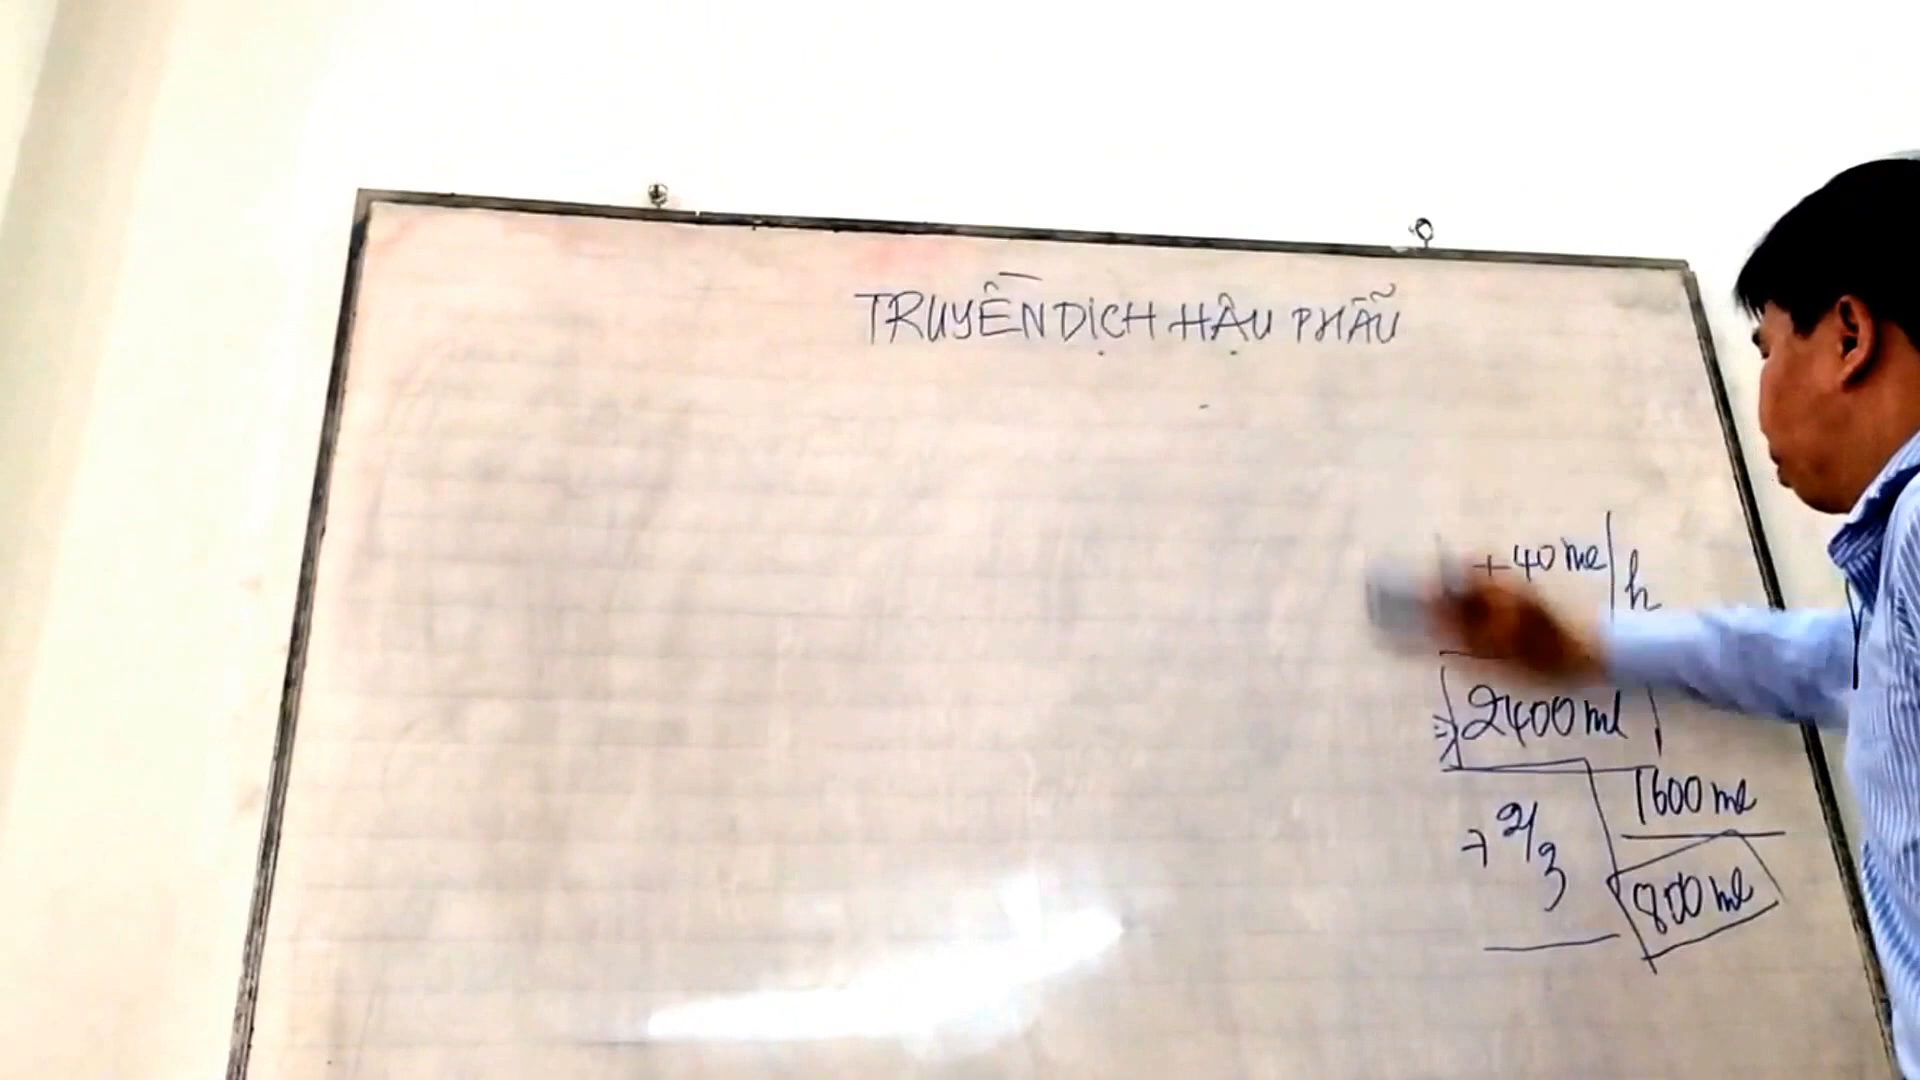 TRUYỀN DỊCH HẬU PHẪU
+40 ml/h
=> 2400 ml
+ 2/3
1600 ml
800 ml